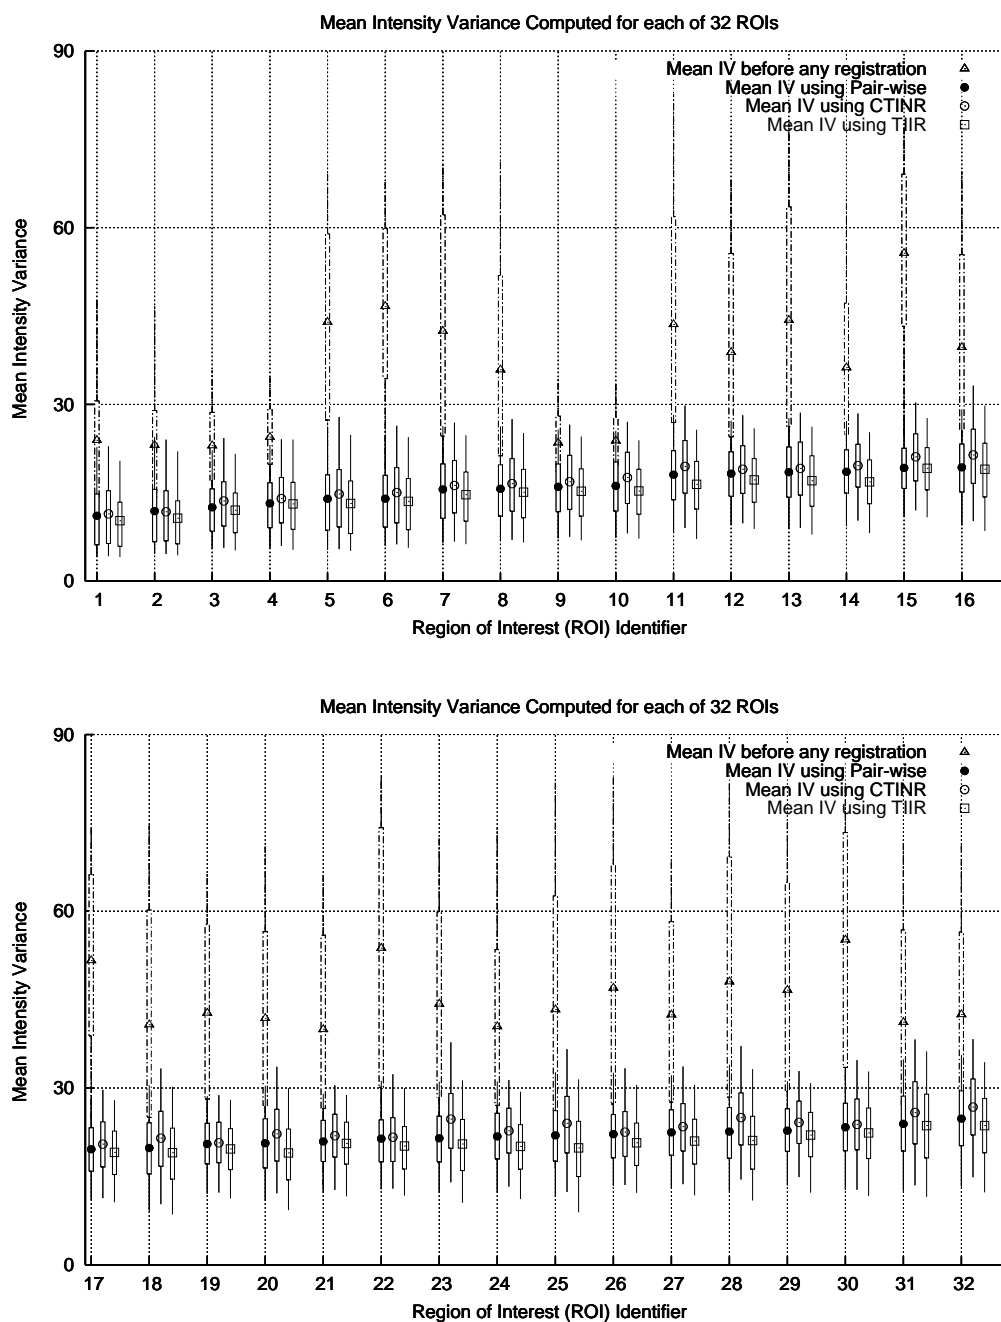 Mean Intensity Variance Computed for each of 32 ROIs
90
60
30
0
Mean Intensity Variance
Mean IV before any registration
Mean IV using Pair-wise
Mean IV using CTINR
Mean IV using TIIR
1 2 3 4 5 6 7 8 9 10 11 12 13 14 15 16
Region of Interest (ROI) Identifier
Mean Intensity Variance Computed for each of 32 ROIs
90
60
30
0
Mean Intensity Variance
Mean IV before any registration
Mean IV using Pair-wise
Mean IV using CTINR
Mean IV using TIIR
17 18 19 20 21 22 23 24 25 26 27 28 29 30 31 32
Region of Interest (ROI) Identifier